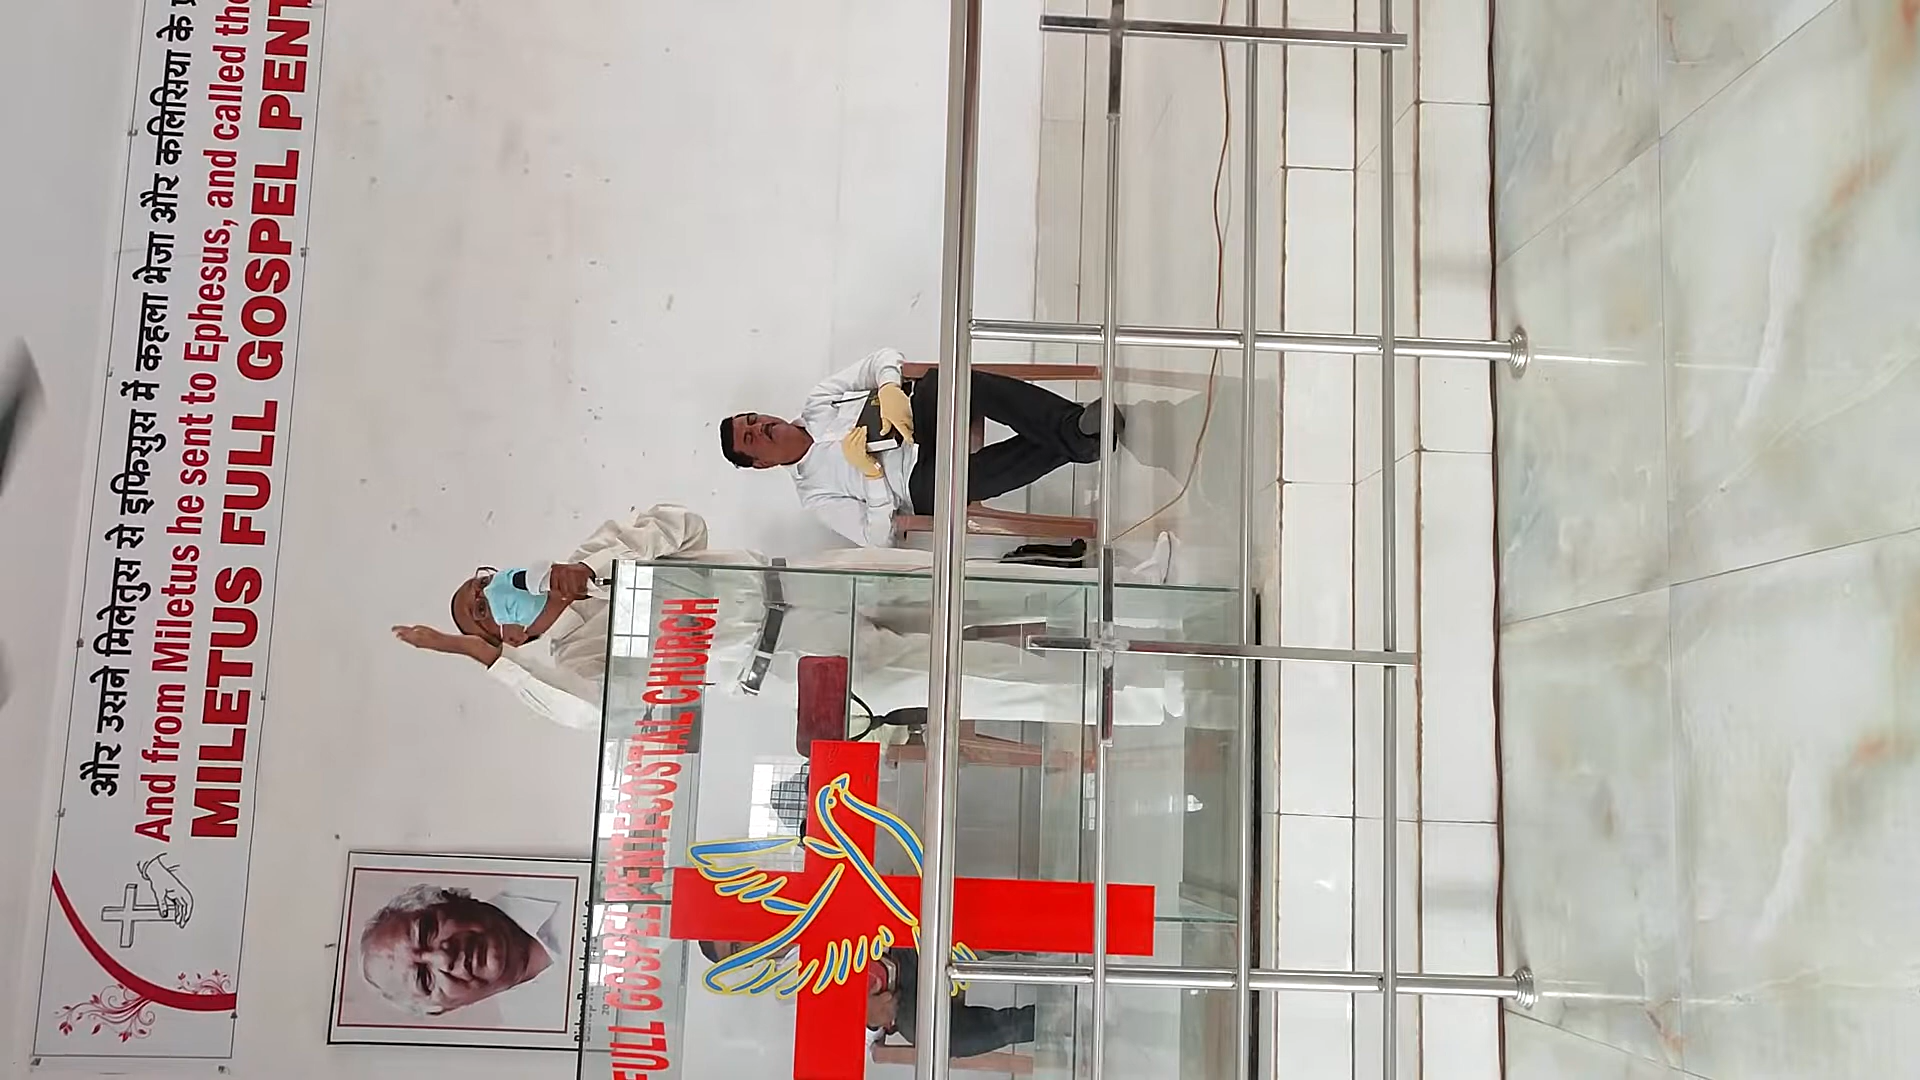 और उसने मिलेतुस से इफिसुस में कहला भेजा और कलिसिया के
And from Miletus he sent to Ephesus, and called the
MILETUS FULL GOSPEL PENT
FULL GOSPEL PENTECOSTAL CHURCH